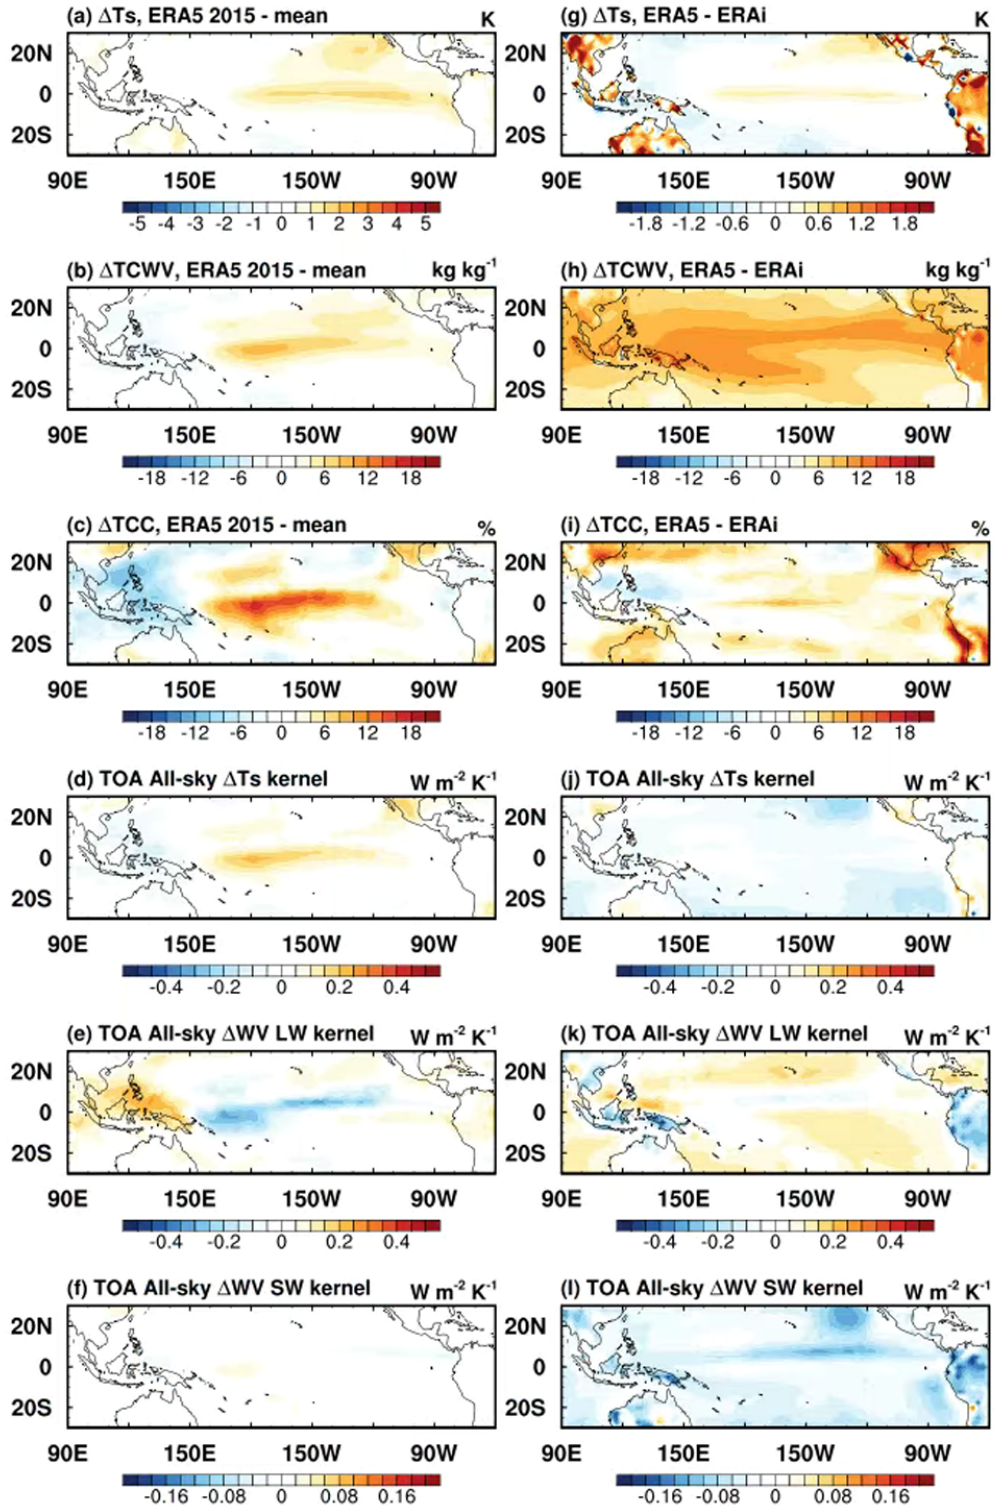 (a) ΔTs, ERA5 2015 - mean K
20N
0
20S
90E 150E 150W 90W
-5 -4 -3 -2 -1 0 1 2 3 4 5
(g) ΔTs, ERA5 - ERAi K
20N
0
20S
90E 150E 150W 90W
-1.8 -1.2 -0.6 0 0.6 1.2 1.8
(b) ΔTCWV, ERA5 2015 - mean kg kg⁻¹
20N
0
20S
90E 150E 150W 90W
-18 -12 -6 0 6 12 18
(h) ΔTCWV, ERA5 - ERAi kg kg⁻¹
20N
0
20S
90E 150E 150W 90W
-18 -12 -6 0 6 12 18
(c) ΔTCC, ERA5 2015 - mean %
20N
0
20S
90E 150E 150W 90W
-18 -12 -6 0 6 12 18
(i) ΔTCC, ERA5 - ERAi %
20N
0
20S
90E 150E 150W 90W
-18 -12 -6 0 6 12 18
(d) TOA All-sky ΔTs kernel W m⁻² K⁻¹
20N
0
20S
90E 150E 150W 90W
-0.4 -0.2 0 0.2 0.4
(j) TOA All-sky ΔTs kernel W m⁻² K⁻¹
20N
0
20S
90E 150E 150W 90W
-0.4 -0.2 0 0.2 0.4
(e) TOA All-sky ΔWV LW kernel W m⁻² K⁻¹
20N
0
20S
90E 150E 150W 90W
-0.4 -0.2 0 0.2 0.4
(k) TOA All-sky ΔWV LW kernel W m⁻² K⁻¹
20N
0
20S
90E 150E 150W 90W
-0.4 -0.2 0 0.2 0.4
(f) TOA All-sky ΔWV SW kernel W m⁻² K⁻¹
20N
0
20S
90E 150E 150W 90W
-0.16 -0.08 0 0.08 0.16
(l) TOA All-sky ΔWV SW kernel W m⁻² K⁻¹
20N
0
20S
90E 150E 150W 90W
-0.16 -0.08 0 0.08 0.16